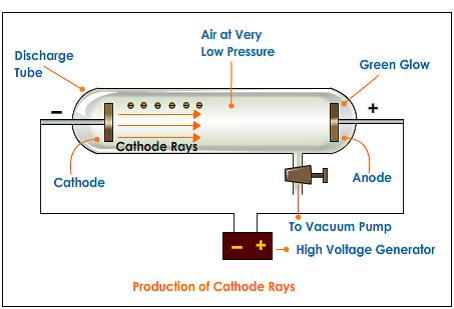 Air at Very
Low Pressure
Discharge
Tube
Green Glow
–
+
Cathode Rays
Cathode
Anode
To Vacuum Pump
– +
High Voltage Generator
Production of Cathode Rays